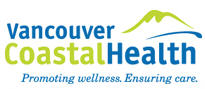 Vancouver
CoastalHealth
Promoting wellness. Ensuring care.